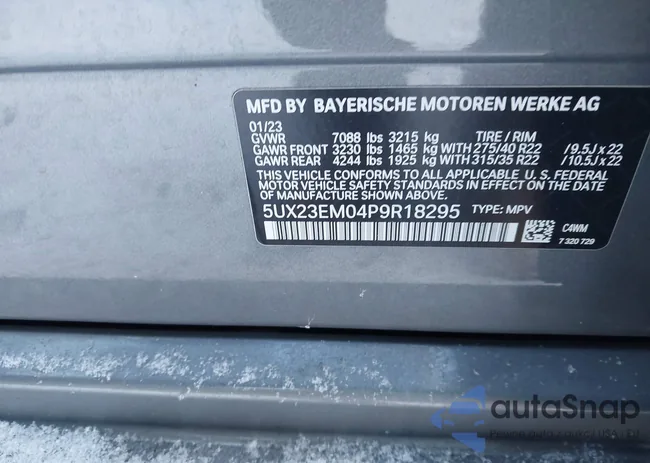 MFD BY BAYERISCHE MOTOREN WERKE AG
01/23
GVWR 7088 lbs 3215 kg TIRE / RIM
GAWR FRONT 3230 lbs 1465 kg WITH 275/40 R22 /9.5J x 22
GAWR REAR 4244 lbs 1925 kg WITH 315/35 R22 /10.5J x 22
THIS VEHICLE CONFORMS TO ALL APPLICABLE U. S. FEDERAL
MOTOR VEHICLE SAFETY STANDARDS IN EFFECT ON THE DATE
OF MANUFACTURE SHOWN ABOVE.
5UX23EM04P9R18295 TYPE: MPV
C4WM
7 320 729
autaSnap